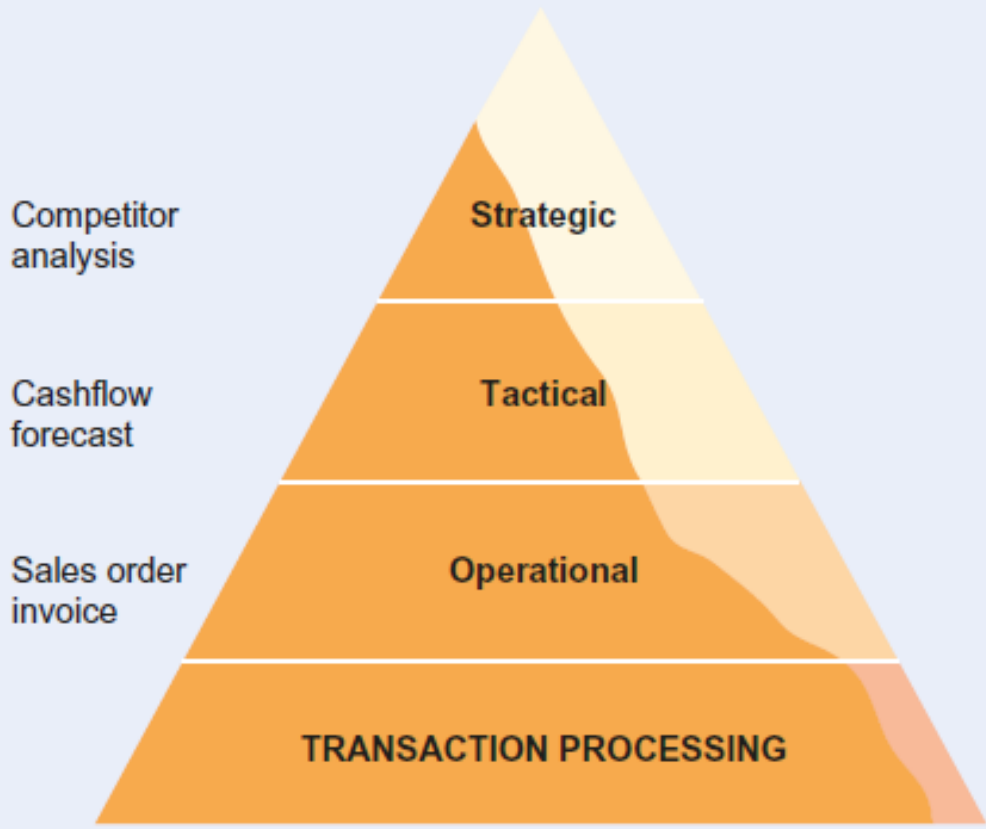 Competitor
analysis
Strategic
Cashflow
forecast
Tactical
Sales order
invoice
Operational
TRANSACTION PROCESSING